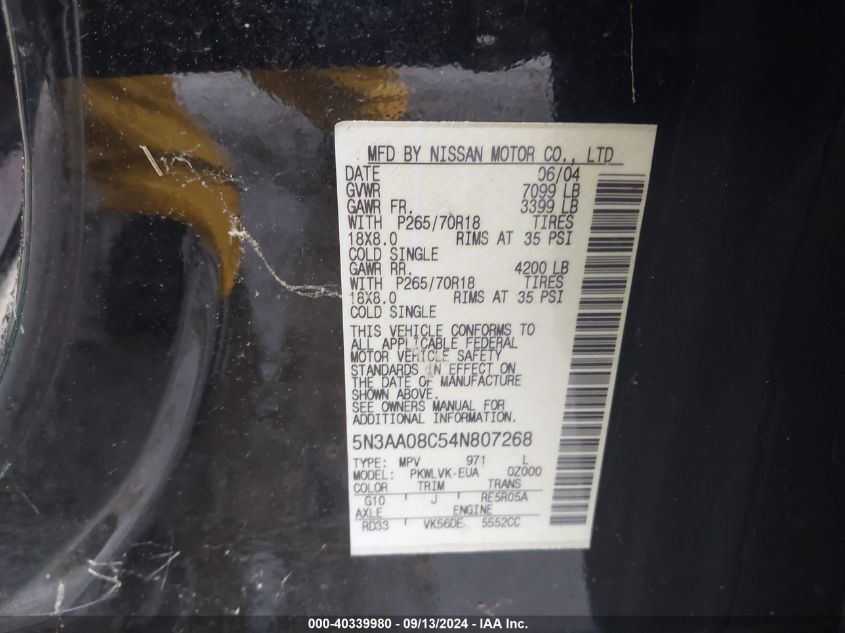 MFD BY NISSAN MOTOR CO., LTD
DATE 06/04
GVWR 7099 LB
GAWR FR. 3399 LB
WITH P265/70R18 TIRES
18X8.0 RIMS AT 35 PSI
COLD SINGLE
GAWR RR. 4200 LB
WITH P265/70R18 TIRES
18X8.0 RIMS AT 35 PSI
COLD SINGLE
THIS VEHICLE CONFORMS TO
ALL APPLICABLE FEDERAL
MOTOR VEHICLE SAFETY
STANDARDS IN EFFECT ON
THE DATE OF MANUFACTURE
SHOWN ABOVE.
SEE OWNERS MANUAL FOR
ADDITIONAL INFORMATION.
5N3AA08C54N807268
TYPE: MPV 971 L
MODEL: PKWLVK-EUA 0Z000
COLOR TRIM TRANS
G10 J RE5R05A
AXLE ENGINE
RD33 VK56DE 5552CC
000-40339980 - 09/13/2024 - IAA Inc.